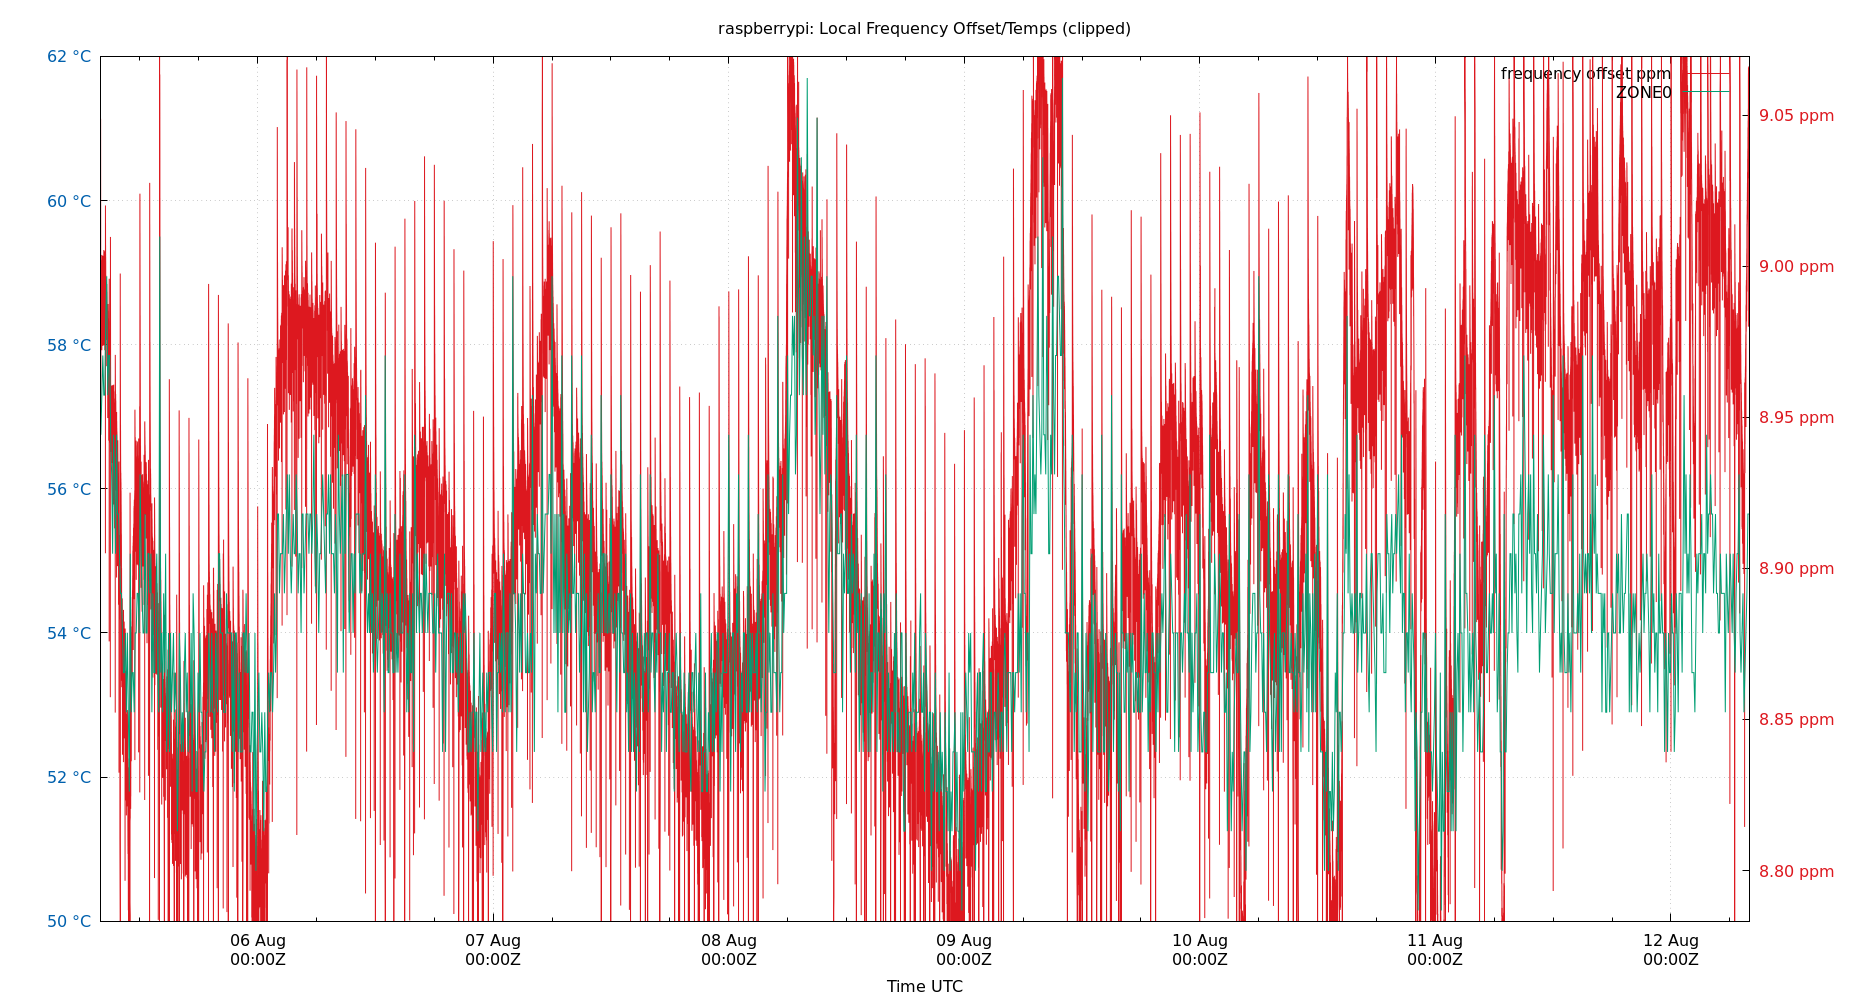 raspberrypi: Local Frequency Offset/Temps (clipped)
62 °C
60 °C
58 °C
56 °C
54 °C
52 °C
50 °C
frequency offset ppm
ZONE0
9.05 ppm
9.00 ppm
8.95 ppm
8.90 ppm
8.85 ppm
8.80 ppm
06 Aug 07 Aug 08 Aug 09 Aug 10 Aug 11 Aug 12 Aug
00:00Z 00:00Z 00:00Z 00:00Z 00:00Z 00:00Z 00:00Z
Time UTC